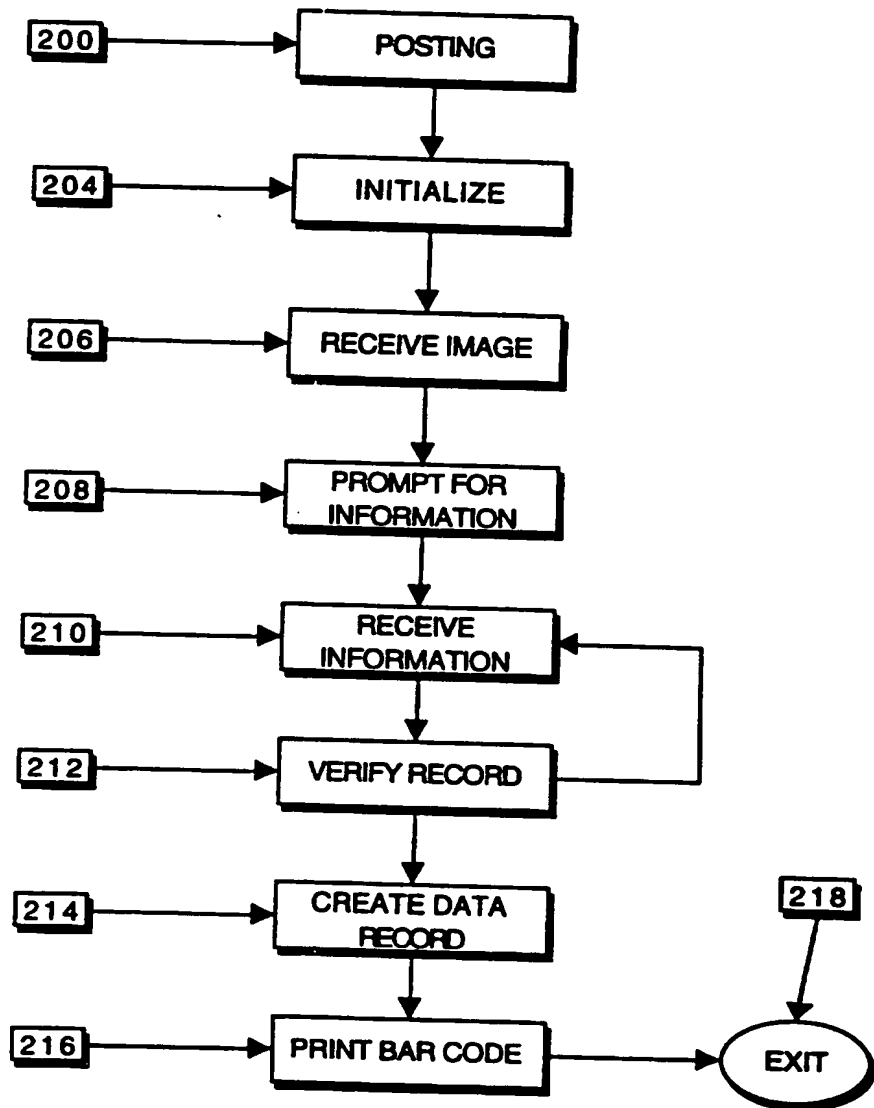 200
POSTING
204
INITIALIZE
206
RECEIVE IMAGE
208
PROMPT FOR
INFORMATION
210
RECEIVE
INFORMATION
212
VERIFY RECORD
214
CREATE DATA
RECORD
218
216
PRINT BAR CODE
EXIT